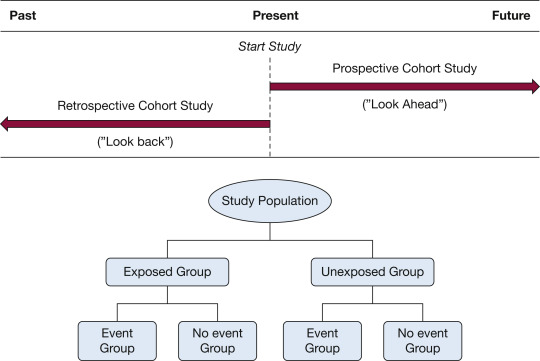 Past Present Future
Start Study
Prospective Cohort Study
Retrospective Cohort Study
(”Look Ahead”)
(”Look back”)
Study Population
Exposed Group Unexposed Group
Event Group No event Group Event Group No event Group